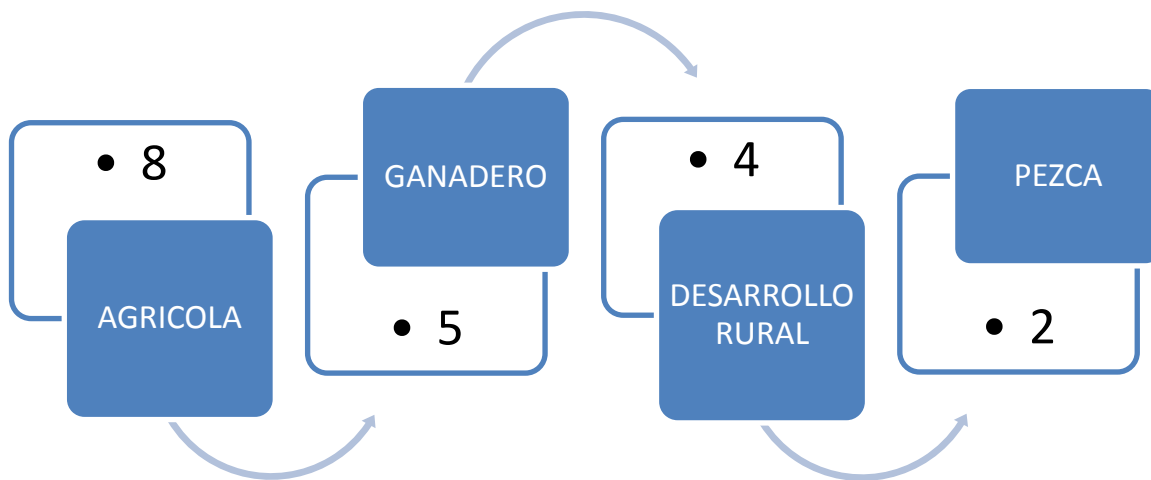 • 8
AGRICOLA
GANADERO
• 5
• 4
DESARROLLO
RURAL
PEZCA
• 2